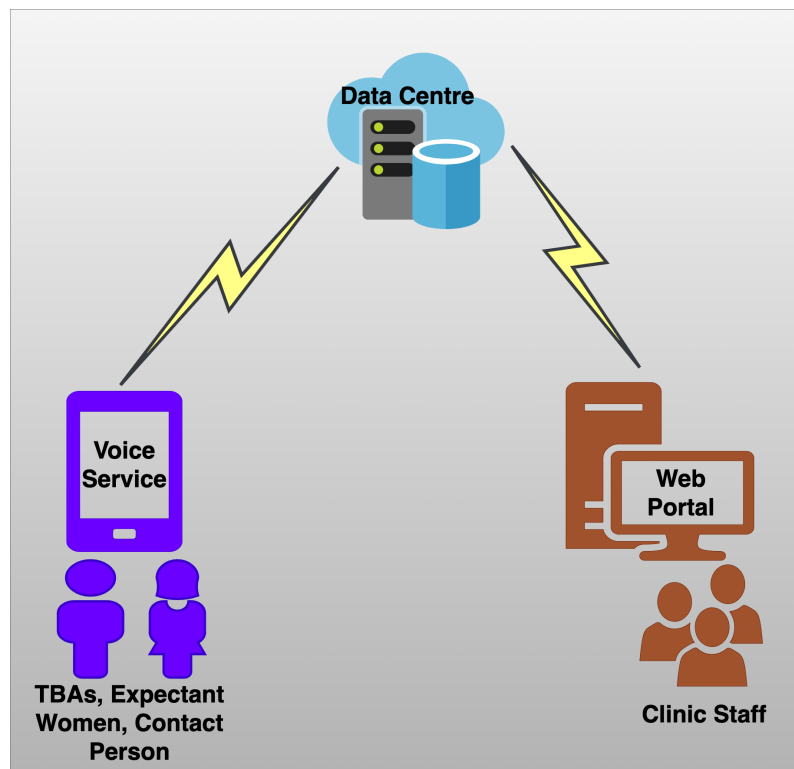 Data Centre
Voice
Service
Web
Portal
TBAs, Expectant
Women, Contact
Person
Clinic Staff